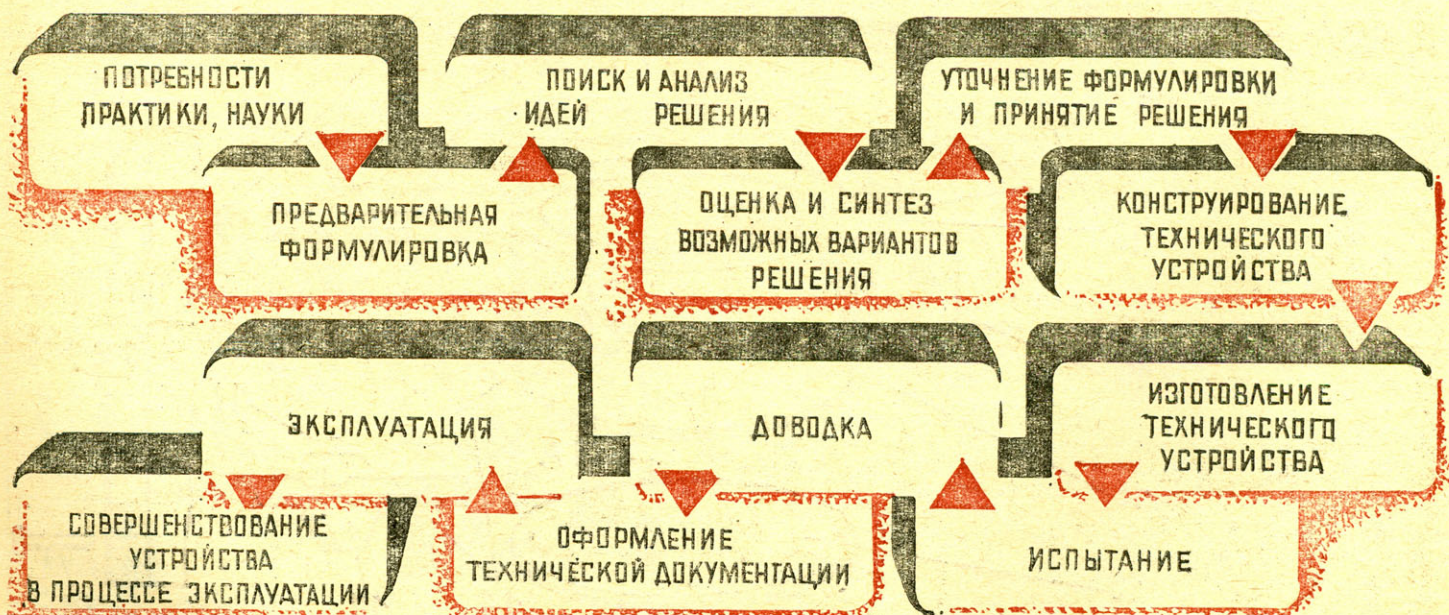 ПОТРЕБНОСТИ
ПРАКТИКИ, НАУКИ
ПОИСК И АНАЛИЗ
ИДЕЙ РЕШЕНИЯ
УТОЧНЕНИЕ ФОРМУЛИРОВКИ
И ПРИНЯТИЕ РЕШЕНИЯ
ПРЕДВАРИТЕЛЬНАЯ
ФОРМУЛИРОВКА
ОЦЕНКА И СИНТЕЗ
ВОЗМОЖНЫХ ВАРИАНТОВ
РЕШЕНИЯ
КОНСТРУИРОВАНИЕ
ТЕХНИЧЕСКОГО
УСТРОЙСТВА
ИЗГОТОВЛЕНИЕ
ТЕХНИЧЕСКОГО
УСТРОЙСТВА
ИСПЫТАНИЕ
ДОВОДКА
ОФОРМЛЕНИЕ
ТЕХНИЧЕСКОЙ ДОКУМЕНТАЦИИ
ЭКСПЛУАТАЦИЯ
СОВЕРШЕНСТВОВАНИЕ
УСТРОЙСТВА
В ПРОЦЕССЕ ЭКСПЛУАТАЦИИ